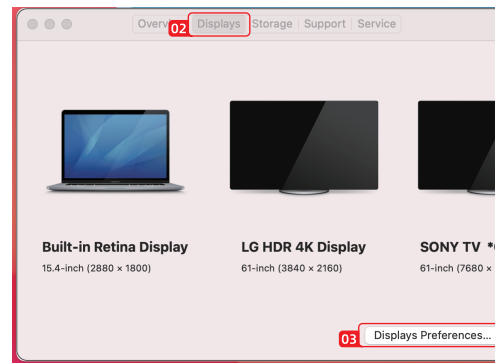 Overv
02
Displays
Storage
Support
Service
Built-in Retina Display
15.4-inch (2880 × 1800)
LG HDR 4K Display
61-inch (3840 × 2160)
SONY TV
61-inch (7680 ×
03
Displays Preferences...